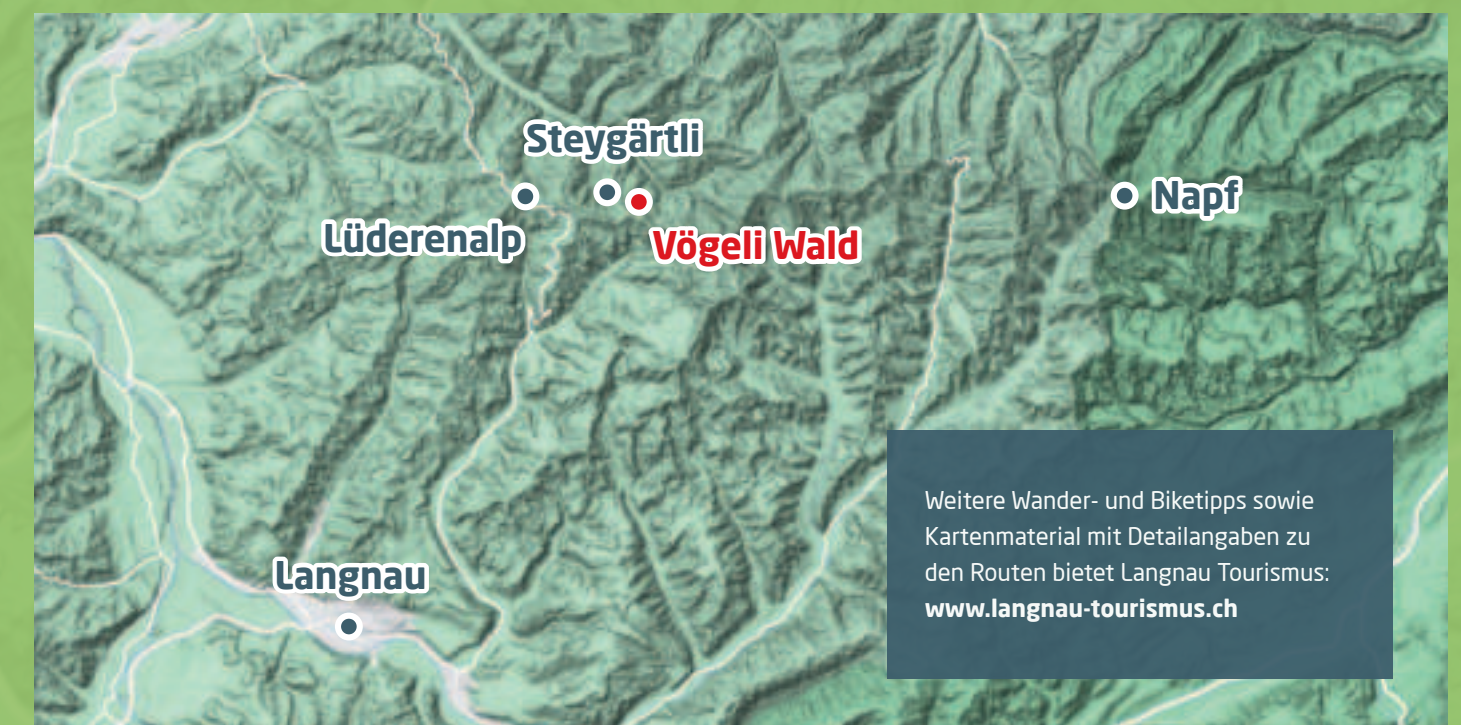 Steygärtli
Napf
Lüderenalp
Vögeli Wald
Langnau
Weitere Wander- und Biketipps sowie
Kartenmaterial mit Detailangaben zu
den Routen bietet Langnau Tourismus:
www.langnau-tourismus.ch